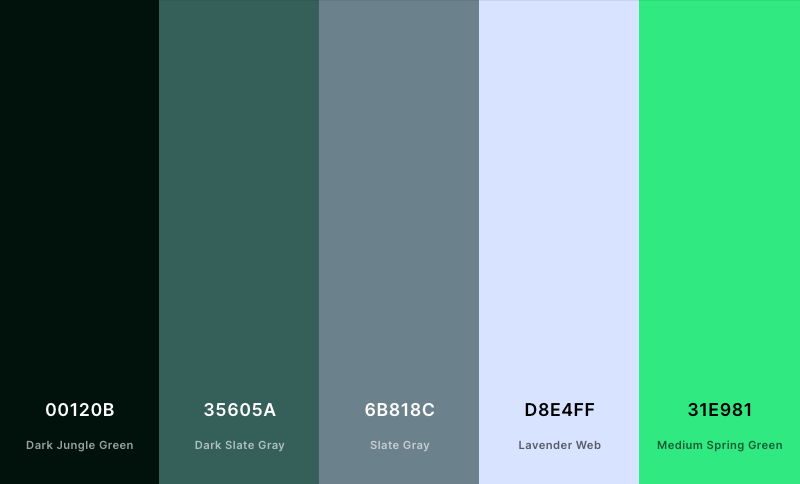 00120B
Dark Jungle Green
35605A
Dark Slate Gray
6B818C
Slate Gray
D8E4FF
Lavender Web
31E981
Medium Spring Green